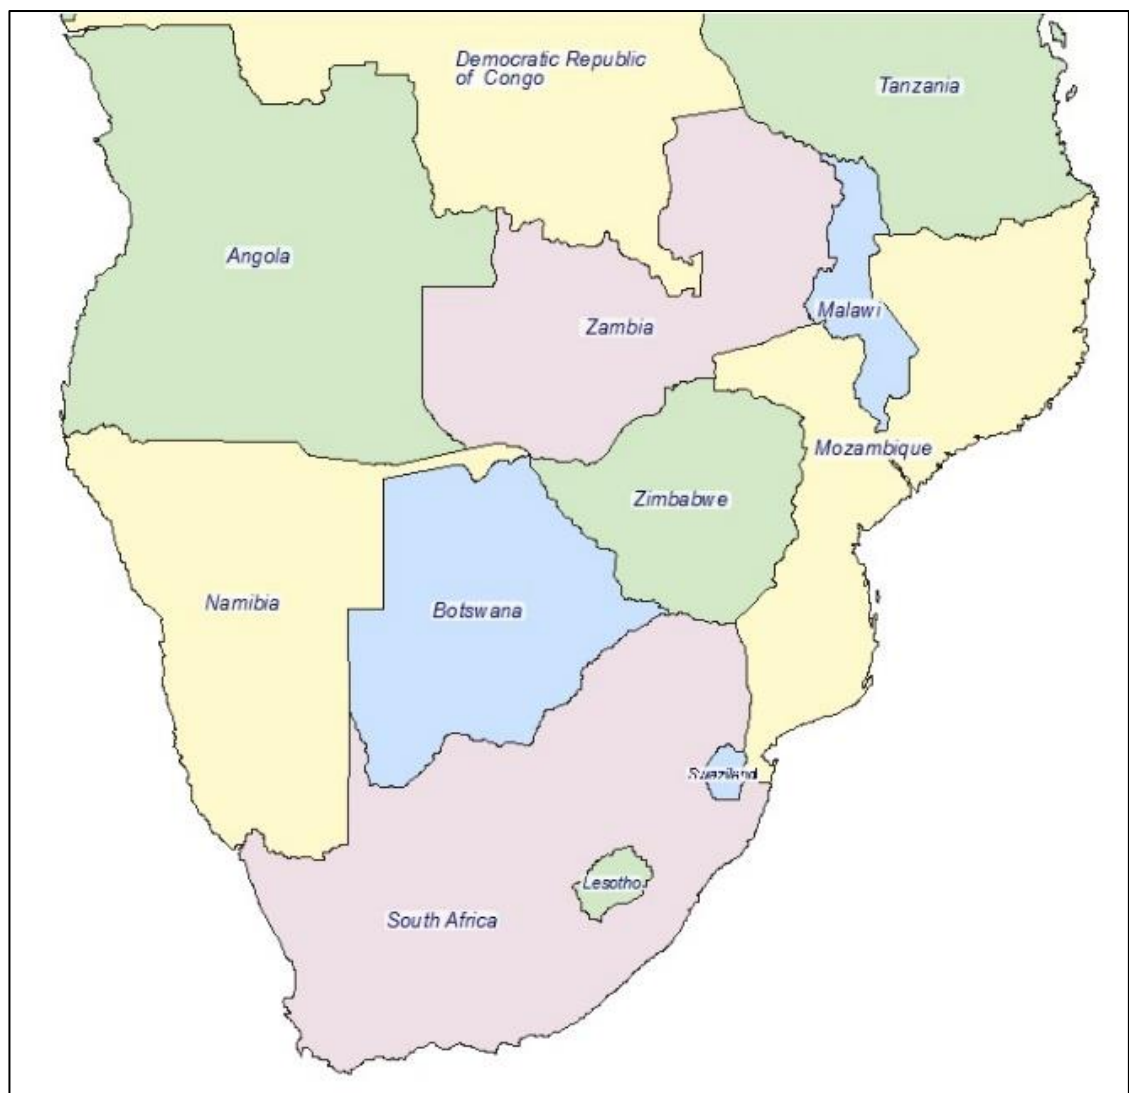 Democratic Republic
of Congo
Tanzania
Angola
Malawi
Zambia
Mozambique
Zimbabwe
Namibia
Botswana
Swaziland
Lesotho
South Africa